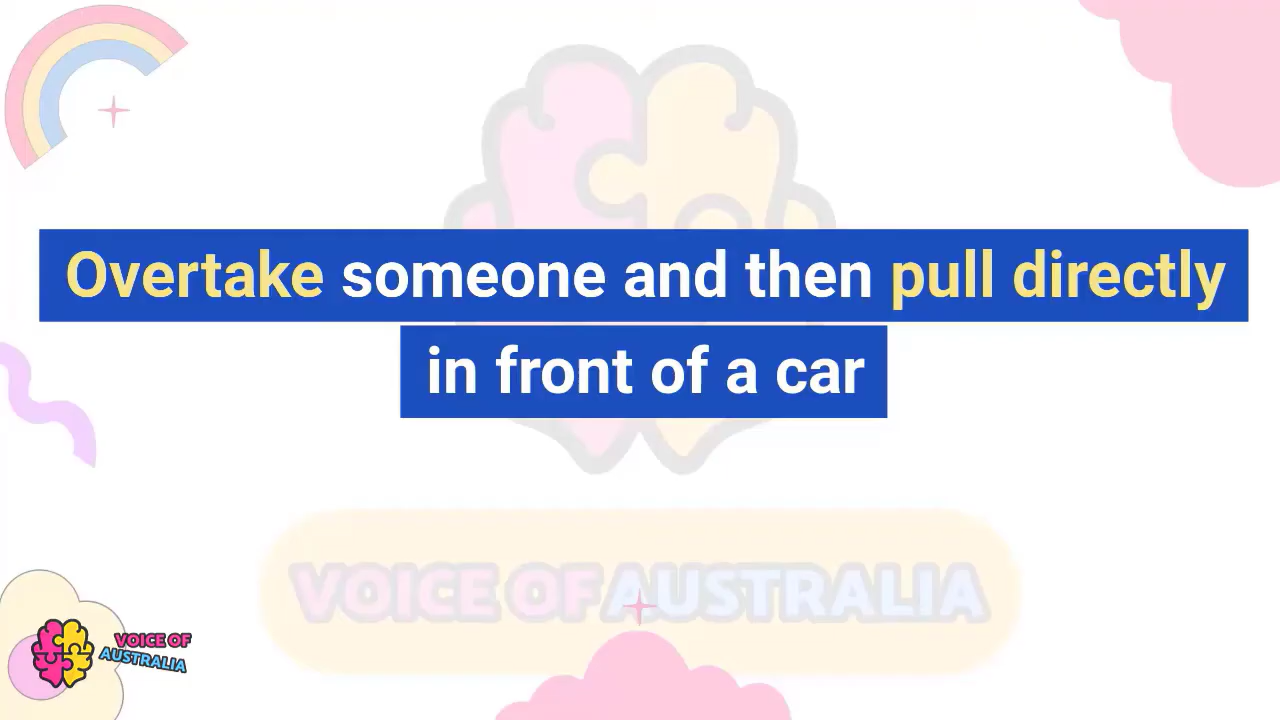 Overtake someone and then pull directly
in front of a car
VOICE OF AUSTRALIA
VOICE OF
AUSTRALIA